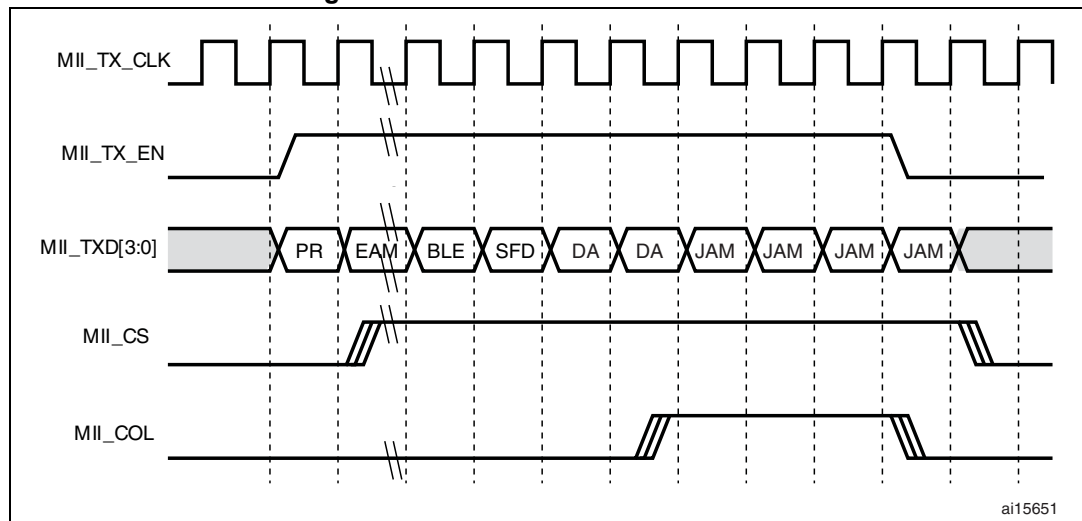 MII_TX_CLK
MII_TX_EN
MII_TXD[3:0] PR EAM BLE SFD DA DA JAM JAM JAM JAM
MII_CS
MII_COL
ai15651